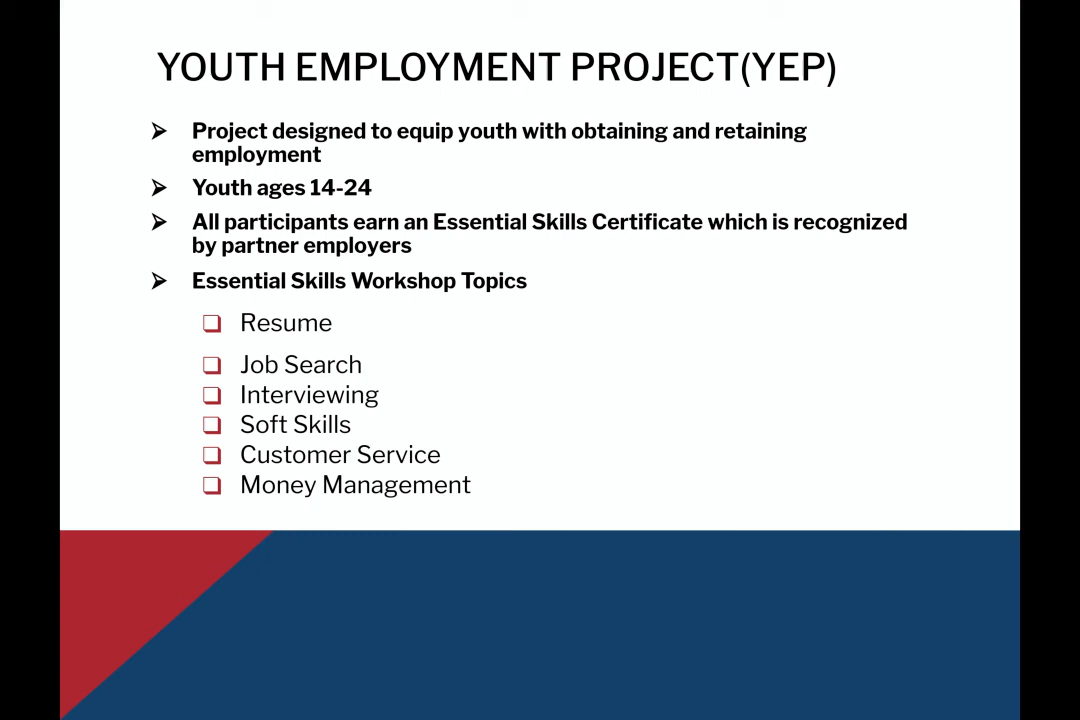 YOUTH EMPLOYMENT PROJECT(YEP)
➢ Project designed to equip youth with obtaining and retaining
employment
➢ Youth ages 14-24
➢ All participants earn an Essential Skills Certificate which is recognized
by partner employers
➢ Essential Skills Workshop Topics
❑ Resume
❑ Job Search
❑ Interviewing
❑ Soft Skills
❑ Customer Service
❑ Money Management